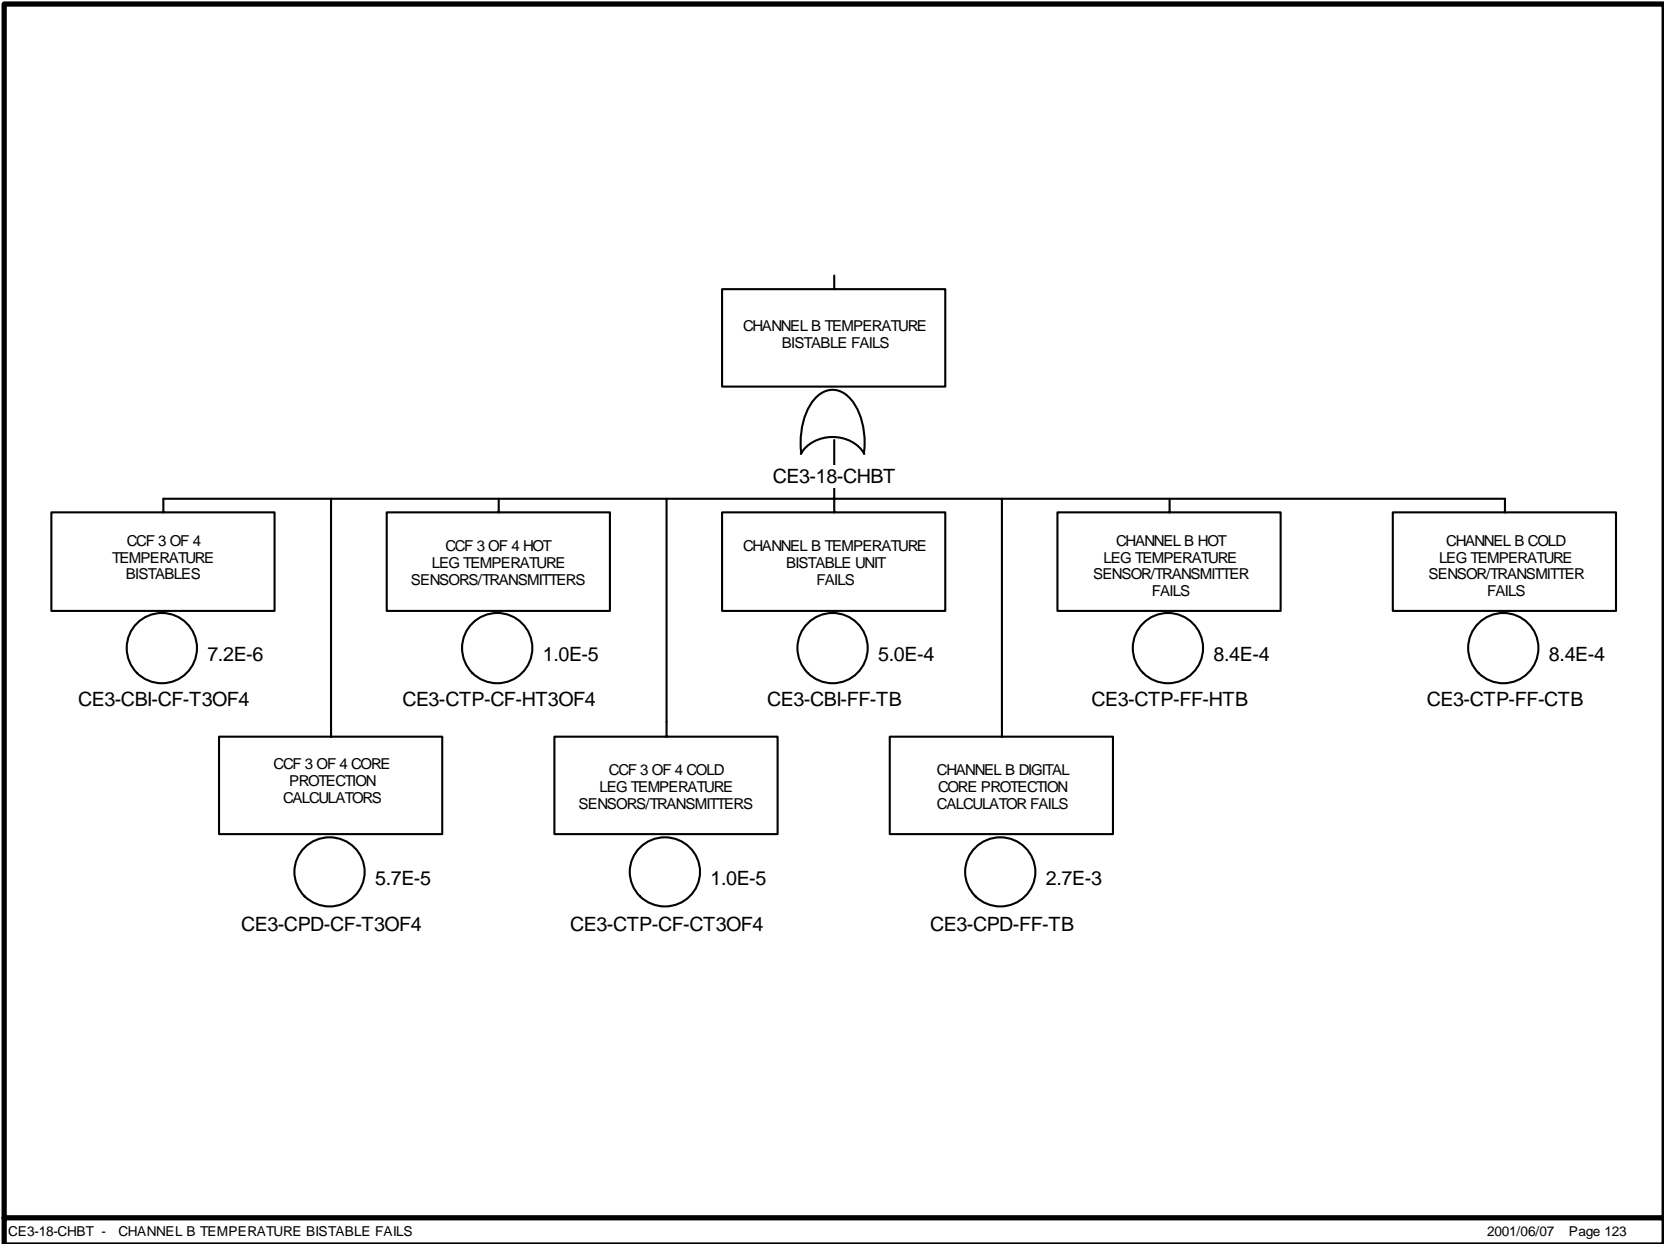 CHANNEL B TEMPERATURE
BISTABLE FAILS
CE3-18-CHBT
CCF 3 OF 4
TEMPERATURE
BISTABLES
7.2E-6
CE3-CBI-CF-T3OF4
CCF 3 OF 4 HOT
LEG TEMPERATURE
SENSORS/TRANSMITTERS
1.0E-5
CE3-CTP-CF-HT3OF4
CHANNEL B TEMPERATURE
BISTABLE UNIT
FAILS
5.0E-4
CE3-CBI-FF-TB
CHANNEL B HOT
LEG TEMPERATURE
SENSOR/TRANSMITTER
FAILS
8.4E-4
CE3-CTP-FF-HTB
CHANNEL B COLD
LEG TEMPERATURE
SENSOR/TRANSMITTER
FAILS
8.4E-4
CE3-CTP-FF-CTB
CCF 3 OF 4 CORE
PROTECTION
CALCULATORS
5.7E-5
CE3-CPD-CF-T3OF4
CCF 3 OF 4 COLD
LEG TEMPERATURE
SENSORS/TRANSMITTERS
1.0E-5
CE3-CTP-CF-CT3OF4
CHANNEL B DIGITAL
CORE PROTECTION
CALCULATOR FAILS
2.7E-3
CE3-CPD-FF-TB
CE3-18-CHBT - CHANNEL B TEMPERATURE BISTABLE FAILS
2001/06/07 Page 123